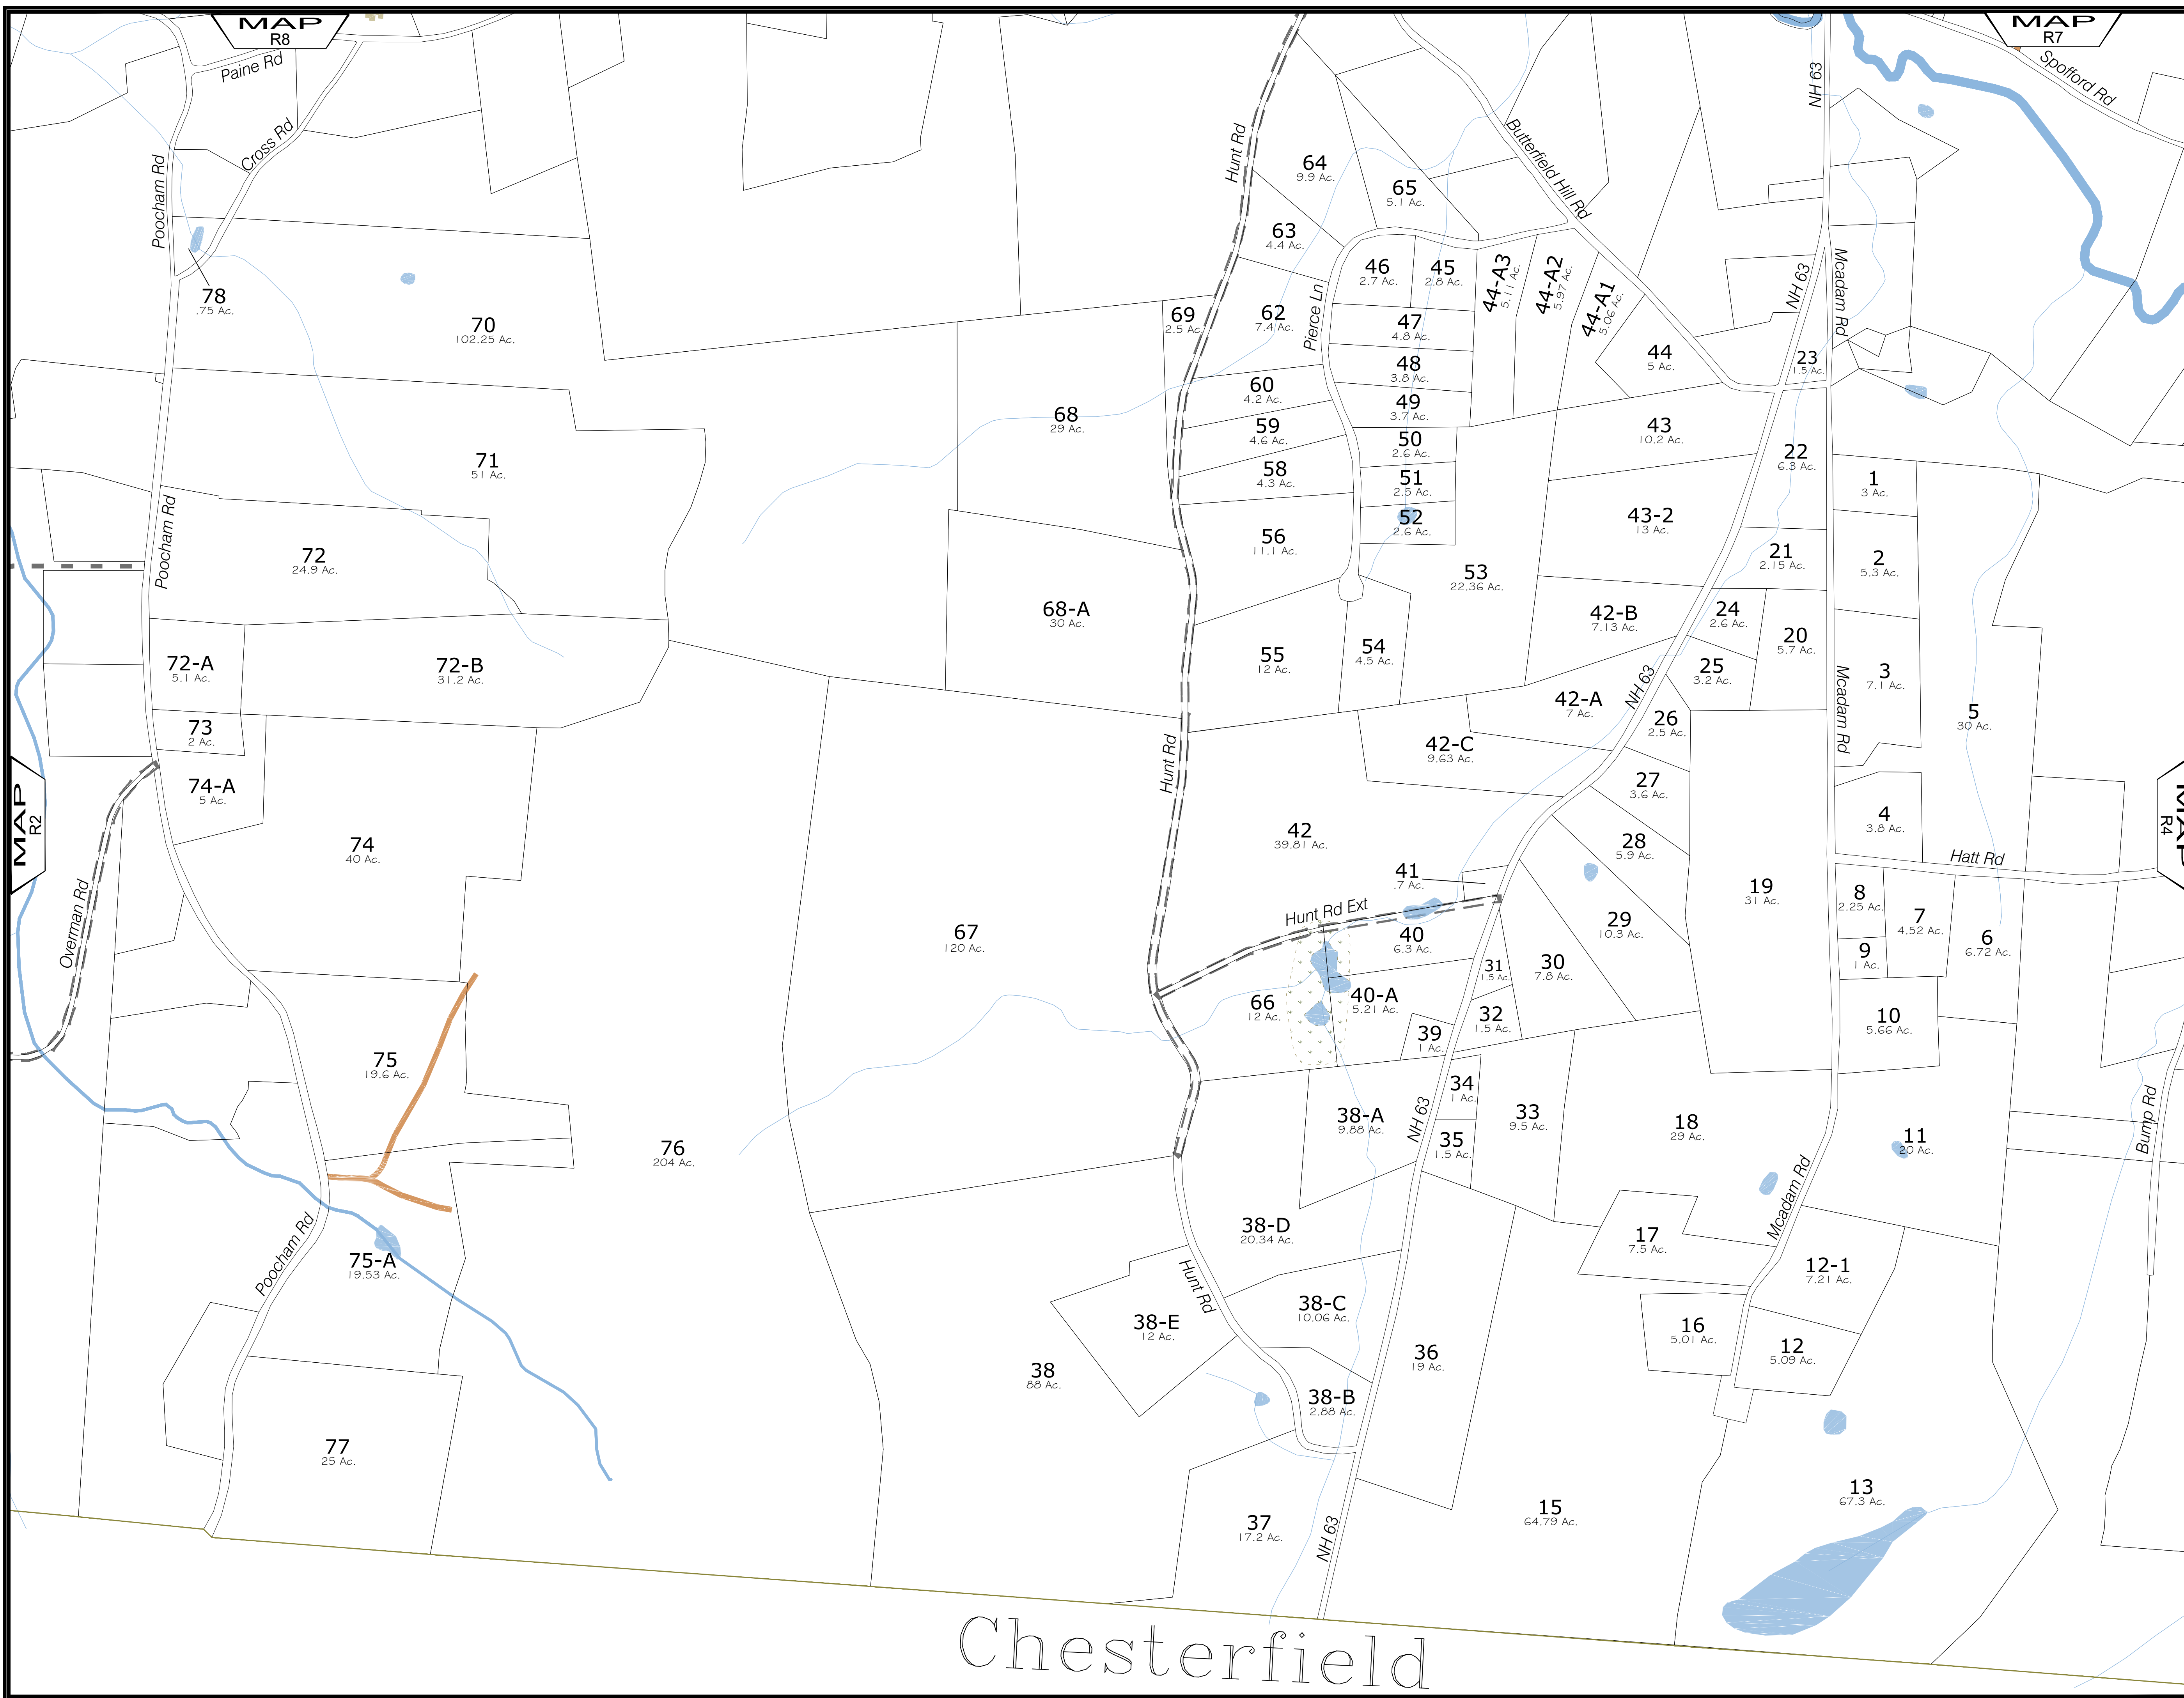 MAP
R8
MAP
R7
Paine Rd
Cross Rd
Poocham Rd
Hunt Rd
Butterfield Hill Rd
NH 63
Spofford Rd
64
9.9 Ac.
65
5.1 Ac.
63
4.4 Ac.
46
2.7 Ac.
45
2.8 Ac.
44-A3
5.11 Ac.
44-A2
5.97 Ac.
44-A1
5.06 Ac.
NH 63
Mcadam Rd
78
.75 Ac.
70
102.25 Ac.
69
2.5 Ac.
62
7.4 Ac.
Pierce Ln
47
4.8 Ac.
48
3.8 Ac.
44
5 Ac.
23
1.5 Ac.
68
29 Ac.
60
4.2 Ac.
49
3.7 Ac.
59
4.6 Ac.
43
10.2 Ac.
50
2.6 Ac.
71
51 Ac.
58
4.3 Ac.
51
2.5 Ac.
22
6.3 Ac.
1
3 Ac.
Poocham Rd
72
24.9 Ac.
56
11.1 Ac.
52
2.6 Ac.
43-2
13 Ac.
21
2.15 Ac.
2
5.3 Ac.
53
22.36 Ac.
68-A
30 Ac.
42-B
7.13 Ac.
24
2.6 Ac.
20
5.7 Ac.
72-A
5.1 Ac.
72-B
31.2 Ac.
55
12 Ac.
54
4.5 Ac.
25
3.2 Ac.
3
7.1 Ac.
NH 63
Mcadam Rd
42-A
7 Ac.
26
2.5 Ac.
5
30 Ac.
73
2 Ac.
42-C
9.63 Ac.
Hunt Rd
74-A
5 Ac.
27
3.6 Ac.
MAP
R2
MAP
R4
74
40 Ac.
42
39.81 Ac.
28
5.9 Ac.
4
3.8 Ac.
Hatt Rd
41
.7 Ac.
19
31 Ac.
8
2.25 Ac.
Overman Rd
Hunt Rd Ext
67
120 Ac.
40
6.3 Ac.
29
10.3 Ac.
7
4.52 Ac.
6
6.72 Ac.
31
1.5 Ac.
30
7.8 Ac.
9
1 Ac.
66
12 Ac.
40-A
5.21 Ac.
32
1.5 Ac.
10
5.66 Ac.
39
1 Ac.
75
19.6 Ac.
34
1 Ac.
38-A
9.88 Ac.
NH 63
33
9.5 Ac.
18
29 Ac.
11
20 Ac.
Bump Rd
76
204 Ac.
35
1.5 Ac.
Mcadam Rd
38-D
20.34 Ac.
17
7.5 Ac.
Poocham Rd
75-A
19.53 Ac.
12-1
7.21 Ac.
Hunt Rd
38-C
10.06 Ac.
38-E
12 Ac.
16
5.01 Ac.
12
5.09 Ac.
36
19 Ac.
38
88 Ac.
38-B
2.88 Ac.
77
25 Ac.
13
67.3 Ac.
37
17.2 Ac.
15
64.79 Ac.
NH 63
Chesterfield